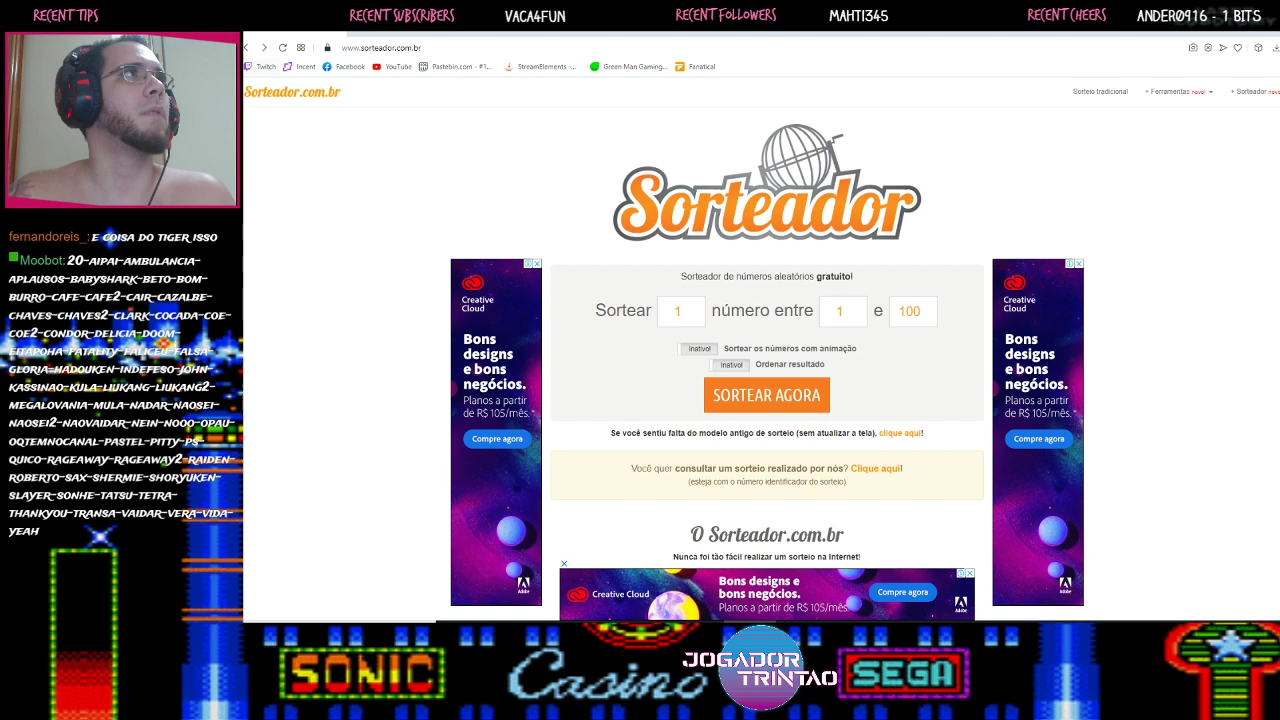 RECENT TIPS
RECENT SUBSCRIBERS
VACA4FUN
RECENT FOLLOWERS
MAHTI345
RECENT CHEERS
ANDER0916 - 1 BITS
www.sorteador.com.br
Twitch
Incent
Facebook
YouTube
Pastebin.com - #1...
StreamElements -...
Green Man Gaming...
Fanatical
Sorteador.com.br
Sorteio tradicional
+ Ferramentas novo!
+ Sorteador novo
Sorteador
Sorteador de números aleatórios gratuito!
Sortear 1 número entre 1 e 100
Inativo! Sortear os números com animação
Inativo! Ordenar resultado
SORTEAR AGORA
Se você sentiu falta do modelo antigo de sorteio (sem atualizar a tela), clique aqui!
Você quer consultar um sorteio realizado por nós? Clique aqui!
(esteja com o número identificador do sorteio)
O Sorteador.com.br
Nunca foi tão fácil realizar um sorteio na Internet!
Creative
Cloud
Bons
designs
e bons
negócios.
Planos a partir
de R$ 105/mês.
Compre agora
Adobe
Creative
Cloud
Bons
designs
e bons
negócios.
Planos a partir
de R$ 105/mês.
Compre agora
Adobe
Creative Cloud
Bons designs e
bons negócios.
Planos a partir de R$ 105/mês
Compre agora
Adobe
fernandoreis_: E COISA DO TIGER ISSO
Moobot: 20-AIPAI-AMBULANCIA-
APLAUSOS-BABYSHARK-BETO-BOM-
BURRO-CAFE-CAFE2-CAIR-CAZALBE-
CHAVES-CHAVES2-CLARK-COCADA-COE-
COE2-CONDOR-DELICIA-DOOM-
EITAPOHA-FATALITY-FALICEU-FALSA-
GLORIA-HADOUKEN-INDEFESO-JOHN-
KASSINAO-KULA-LIUKANG-LIUKANG2-
MEGALOVANIA-MULA-NADAR-NAOSEI-
NAOSEI2-NAOVAIDAR-NEIN-NOOO-OPAU-
OQTEMNOCANAL-PASTEL-PITTY-PS-
QUICO-RAGEAWAY-RAGEAWAY2-RAIDEN-
ROBERTO-SAX-SHERMIE-SHORYUKEN-
SLAYER-SONHE-TATSU-TETRA-
THANKYOU-TRANSA-VAIDAR-VERA-VIDA-
YEAH
SONIC
Casino
JOGADOR
TRINTAO
SEGA